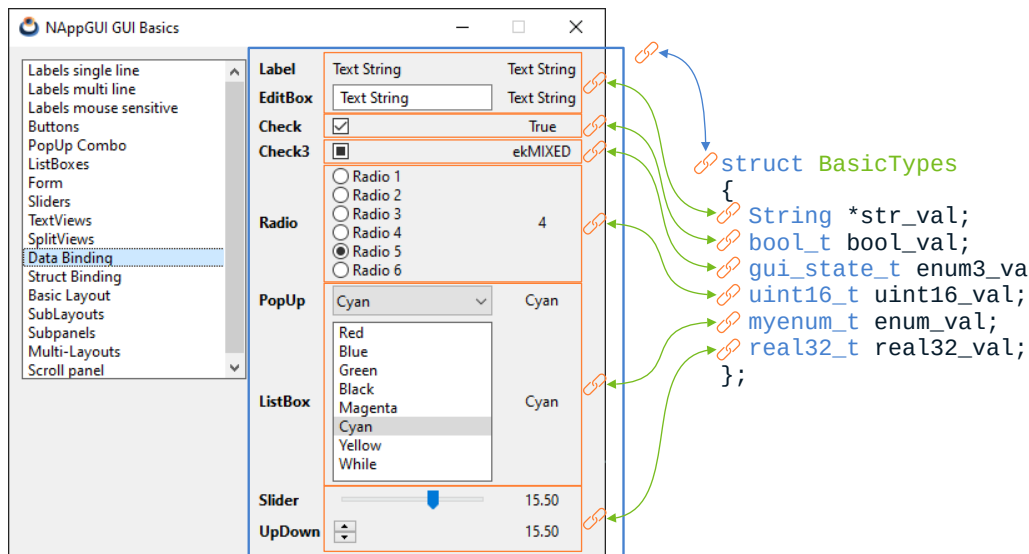 NAppGUI GUI Basics
Labels single line
Labels multi line
Labels mouse sensitive
Buttons
PopUp Combo
ListBoxes
Form
Sliders
TextViews
SplitViews
Data Binding
Struct Binding
Basic Layout
SubLayouts
Subpanels
Multi-Layouts
Scroll panel
Label Text String Text String
EditBox Text String Text String
Check True
Check3 ekMIXED
Radio 1
Radio 2
Radio 3
Radio Radio 4 4
Radio 5
Radio 6
PopUp Cyan Cyan
Red
Blue
Green
Black
ListBox Magenta Cyan
Cyan
Yellow
While
Slider 15.50
UpDown 15.50
struct BasicTypes
{
String *str_val;
bool_t bool_val;
gui_state_t enum3_va
uint16_t uint16_val;
myenum_t enum_val;
real32_t real32_val;
};